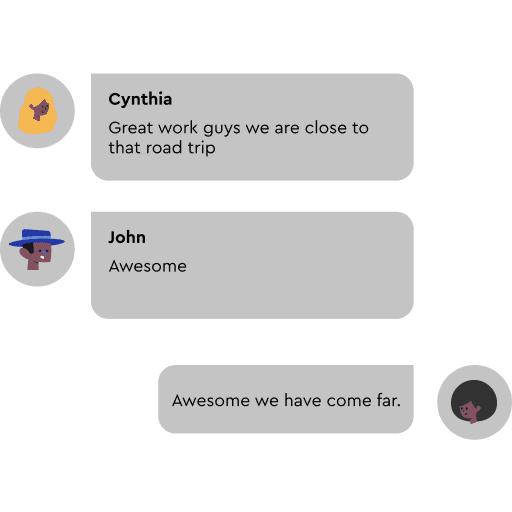 Cynthia
Great work guys we are close to
that road trip
John
Awesome
Awesome we have come far.